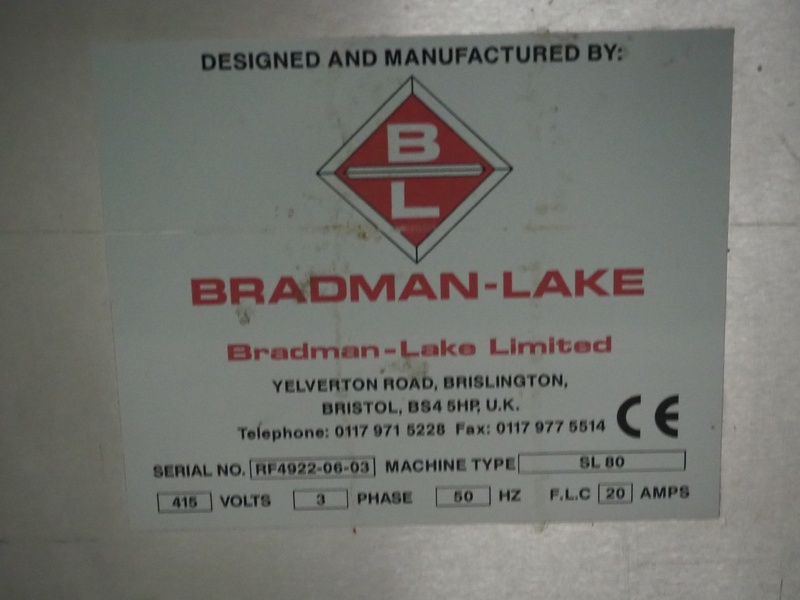 DESIGNED AND MANUFACTURED BY:
B
L
BRADMAN-LAKE
Bradman-Lake Limited
YELVERTON ROAD, BRISLINGTON,
BRISTOL, BS4 5HP, U.K.
Telephone: 0117 971 5228 Fax: 0117 977 5514 CE
SERIAL NO. RF4922-06-03 MACHINE TYPE SL 80
415 VOLTS 3 PHASE 50 HZ F.L.C 20 AMPS